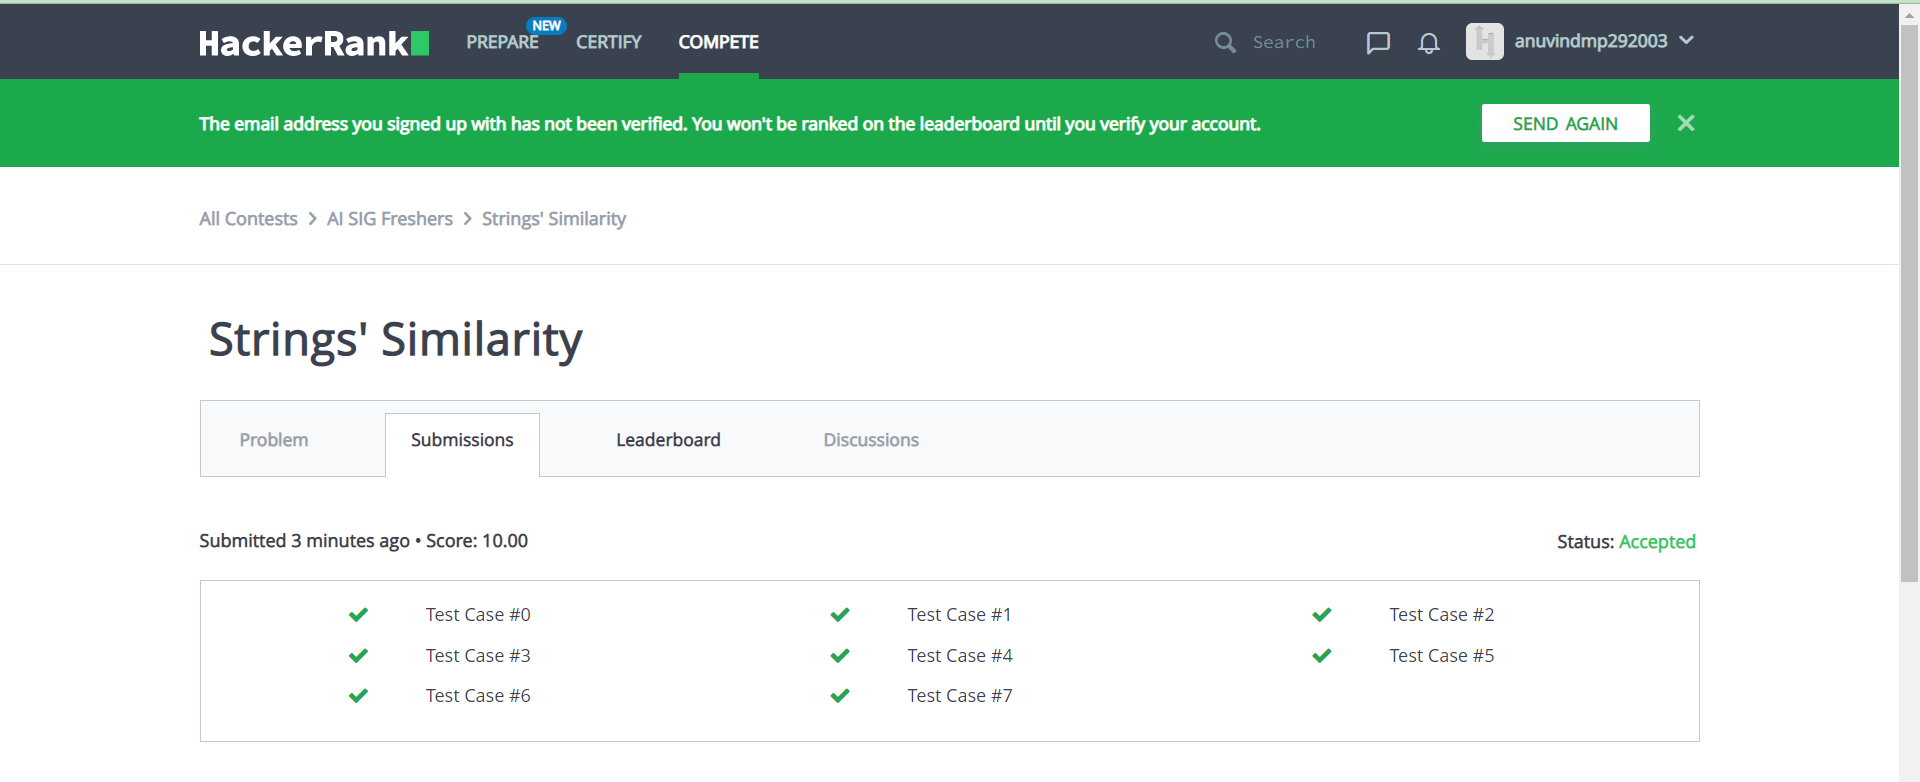 HackerRank PREPARE NEW CERTIFY COMPETE Search anuvindmp292003
The email address you signed up with has not been verified. You won't be ranked on the leaderboard until you verify your account. SEND AGAIN
All Contests > AI SIG Freshers > Strings' Similarity
Strings' Similarity
Problem Submissions Leaderboard Discussions
Submitted 3 minutes ago • Score: 10.00 Status: Accepted
Test Case #0 Test Case #1 Test Case #2
Test Case #3 Test Case #4 Test Case #5
Test Case #6 Test Case #7